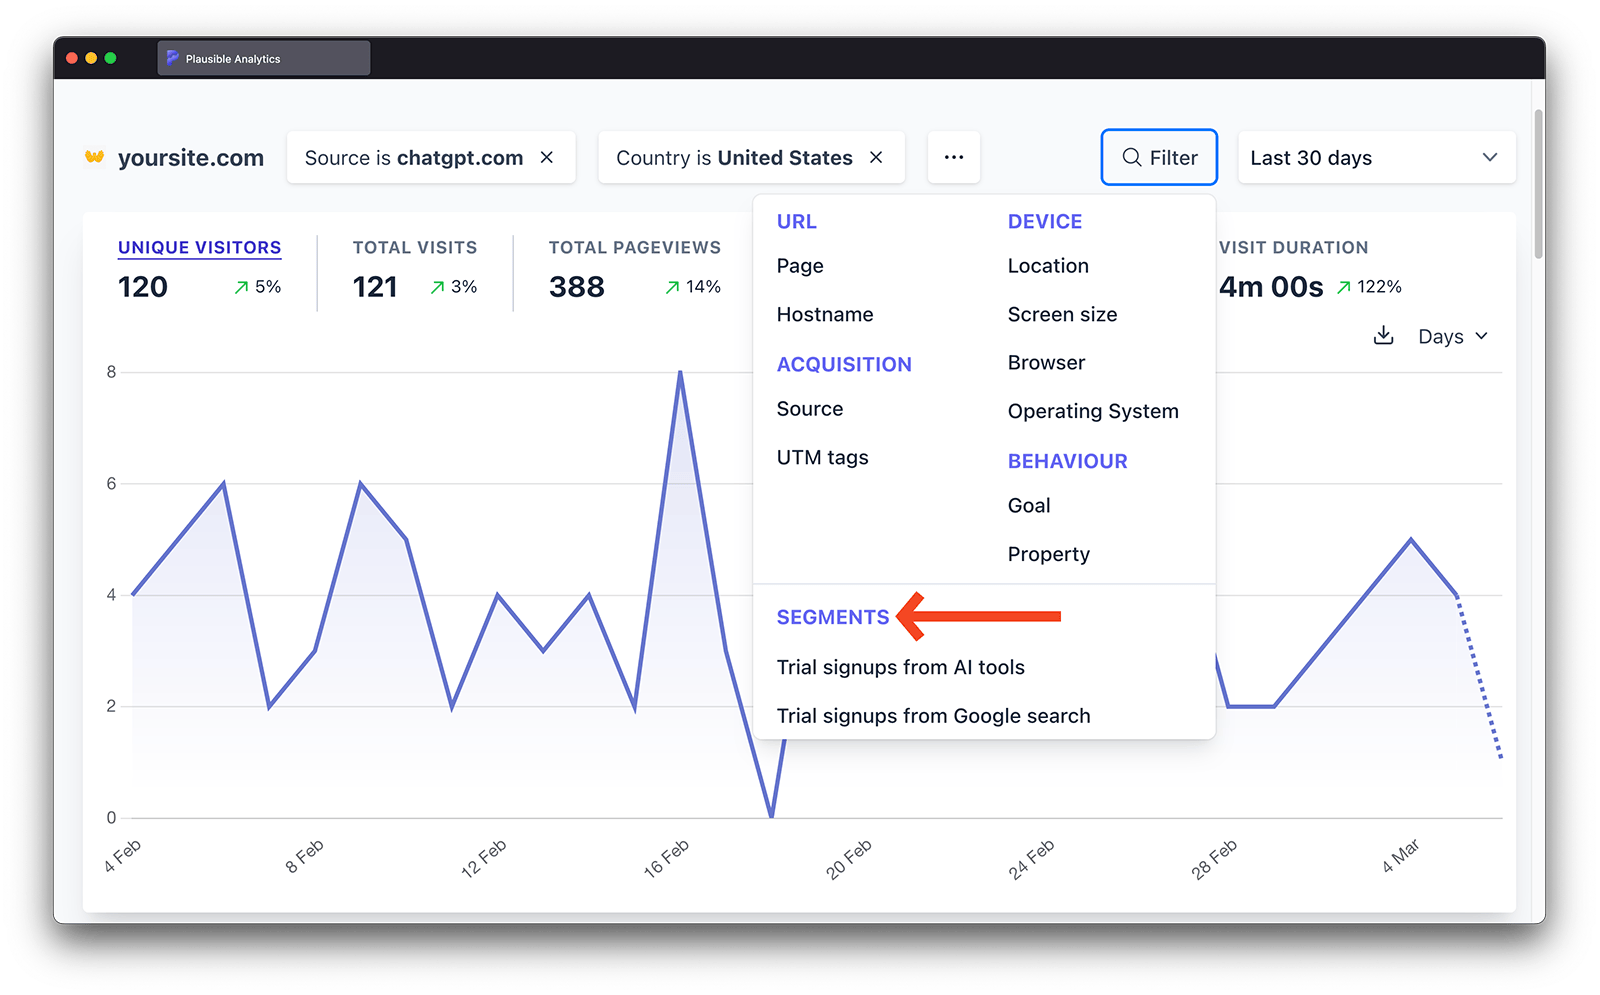 Plausible Analytics
yoursite.com
Source is chatgpt.com
Country is United States
Filter
Last 30 days
UNIQUE VISITORS
120
5%
TOTAL VISITS
121
3%
TOTAL PAGEVIEWS
388
14%
VISIT DURATION
4m 00s
122%
Days
URL
Page
Hostname
ACQUISITION
Source
UTM tags
DEVICE
Location
Screen size
Browser
Operating System
BEHAVIOUR
Goal
Property
SEGMENTS
Trial signups from AI tools
Trial signups from Google search
8
6
4
2
0
4 Feb
8 Feb
12 Feb
16 Feb
20 Feb
24 Feb
28 Feb
4 Mar